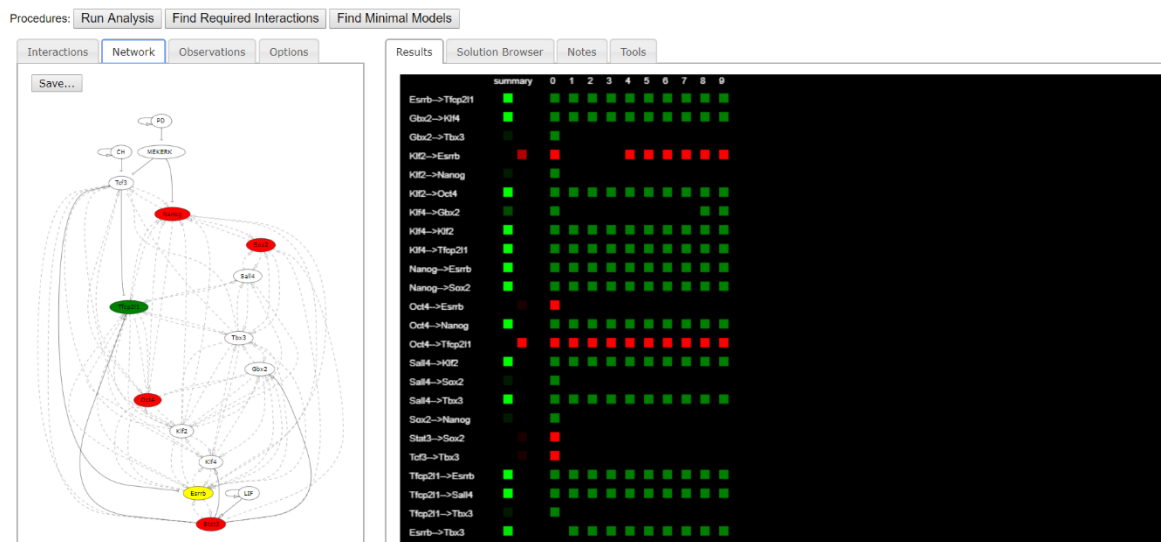 Procedures: Run Analysis Find Required Interactions Find Minimal Models
Interactions Network Observations Options
Results Solution Browser Notes Tools
Save...
PD
CH MEKERK
Tcf3
Nanog
Sox2
Sall4
Tfcp2l1
Tbx3
Gbx2
Oct4
Klf2
Klf4
Esrrb LIF
Stat3
summary 0 1 2 3 4 5 6 7 8 9
Esrrb-->Tfcp2l1
Gbx2-->Klf4
Gbx2-->Tbx3
Klf2-->Esrrb
Klf2-->Nanog
Klf2-->Oct4
Klf4-->Gbx2
Klf4-->Klf2
Klf4-->Tfcp2l1
Nanog-->Esrrb
Nanog-->Sox2
Oct4-->Esrrb
Oct4-->Nanog
Oct4-->Tfcp2l1
Sall4-->Klf2
Sall4-->Sox2
Sall4-->Tbx3
Sox2-->Nanog
Stat3-->Sox2
Tcf3-->Tbx3
Tfcp2l1-->Esrrb
Tfcp2l1-->Sall4
Tfcp2l1-->Tbx3
Esrrb-->Tbx3